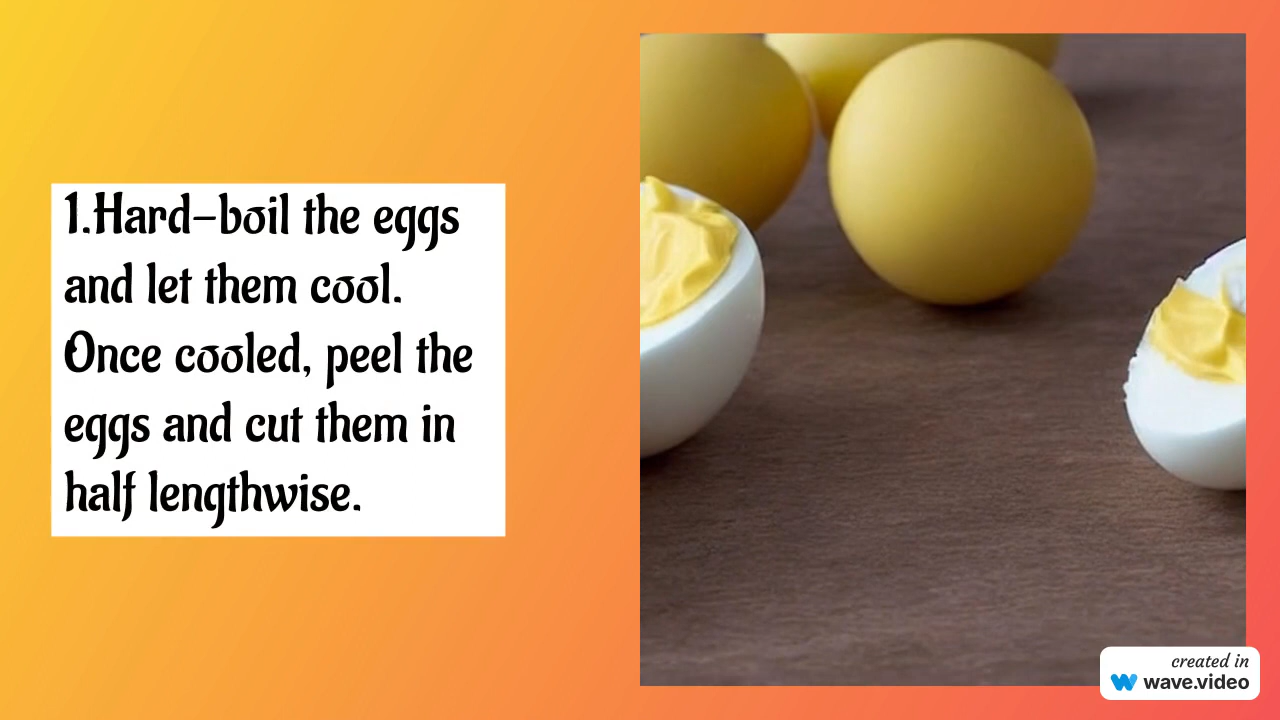 1.Hard-boil the eggs
and let them cool.
Once cooled, peel the
eggs and cut them in
half lengthwise.
created in
wave.video